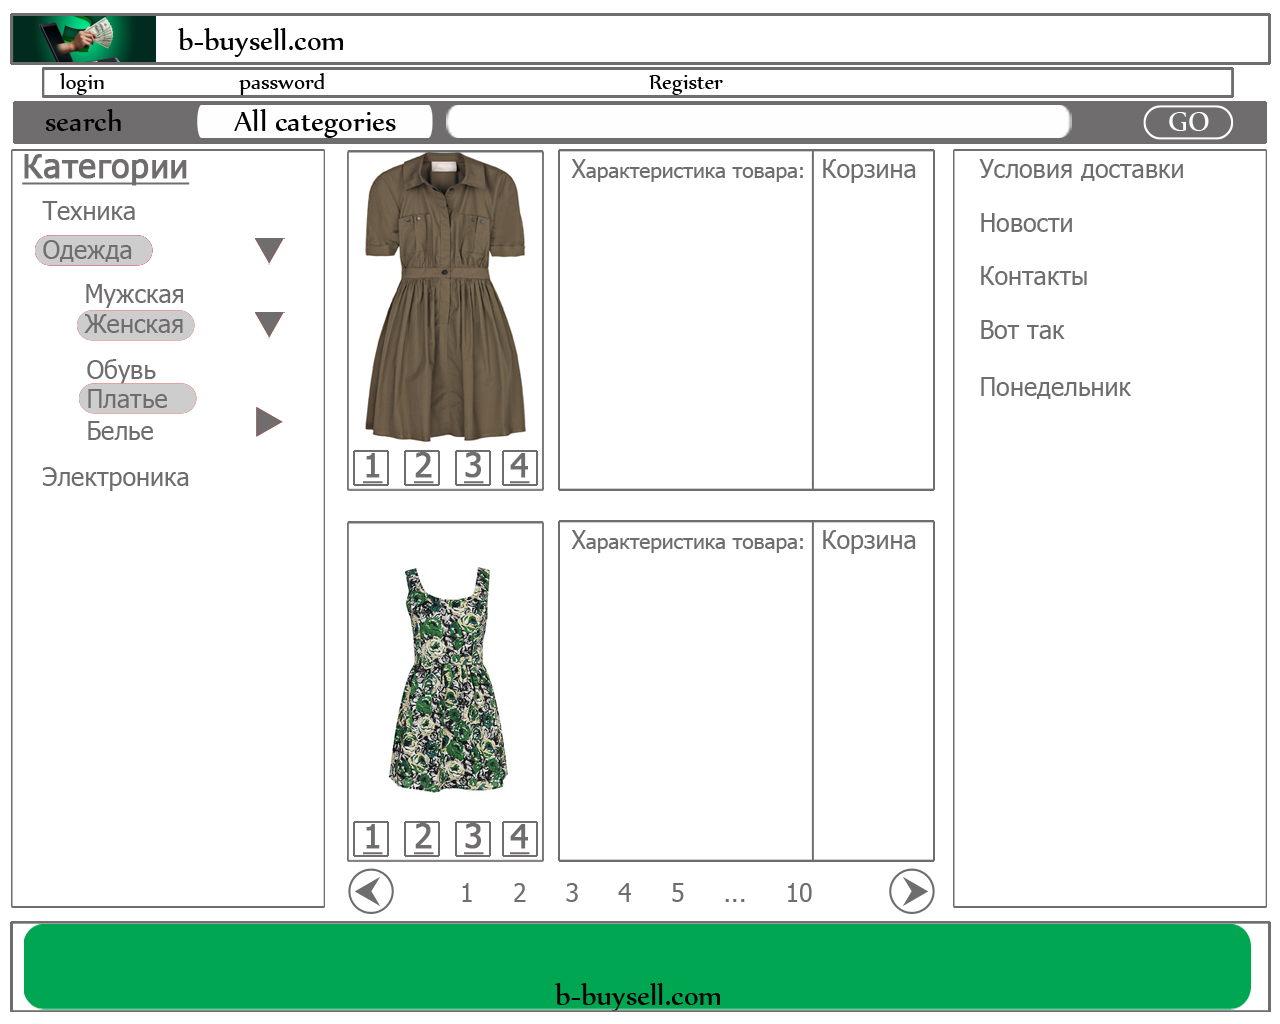 b-buysell.com
login password Register
search All categories GO
Категории
Техника
Одежда
Мужская
Женская
Обувь
Платье
Белье
Электроника
Характеристика товара: Корзина
1 2 3 4
Характеристика товара: Корзина
1 2 3 4
1 2 3 4 5 ... 10
Условия доставки
Новости
Контакты
Вот так
Понедельник
b-buysell.com